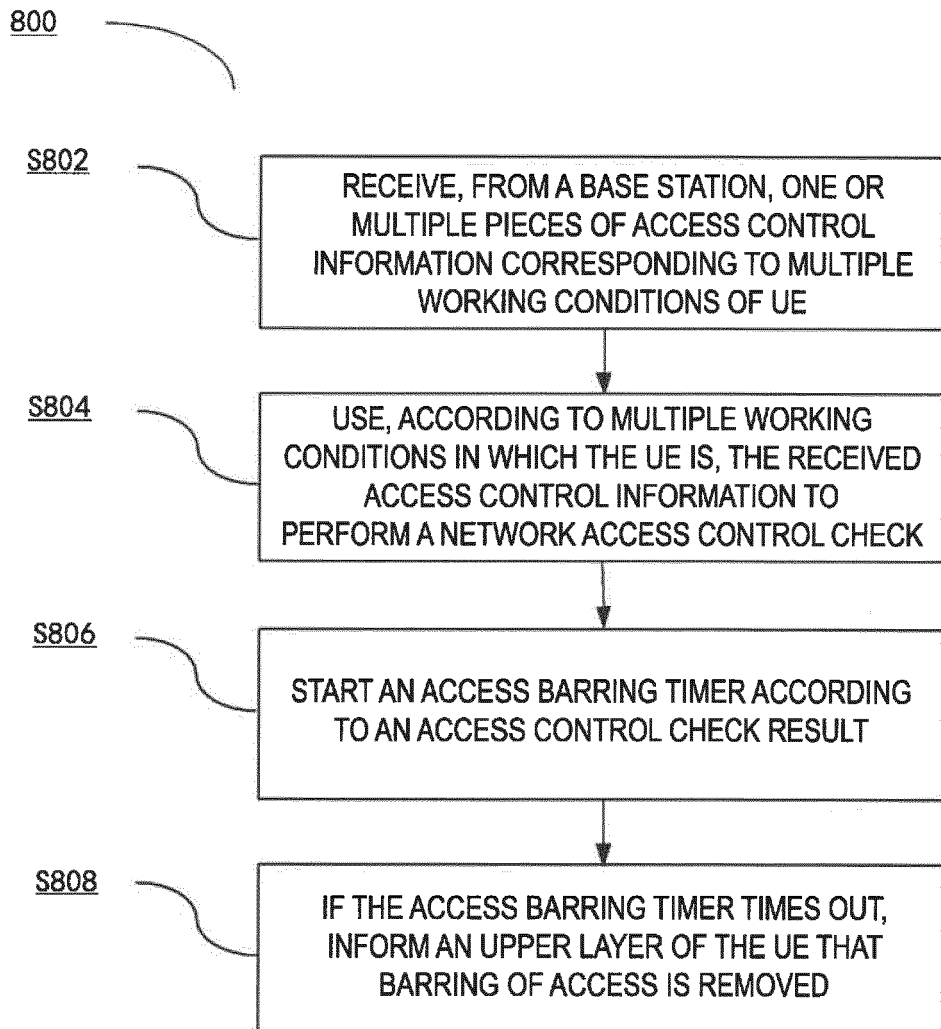 800
S802
RECEIVE, FROM A BASE STATION, ONE OR
MULTIPLE PIECES OF ACCESS CONTROL
INFORMATION CORRESPONDING TO MULTIPLE
WORKING CONDITIONS OF UE
S804
USE, ACCORDING TO MULTIPLE WORKING
CONDITIONS IN WHICH THE UE IS, THE RECEIVED
ACCESS CONTROL INFORMATION TO
PERFORM A NETWORK ACCESS CONTROL CHECK
S806
START AN ACCESS BARRING TIMER ACCORDING
TO AN ACCESS CONTROL CHECK RESULT
S808
IF THE ACCESS BARRING TIMER TIMES OUT,
INFORM AN UPPER LAYER OF THE UE THAT
BARRING OF ACCESS IS REMOVED